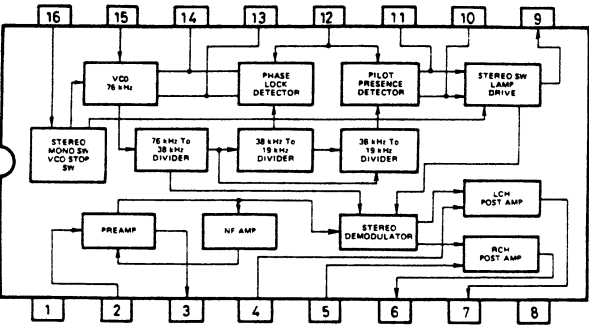 16 15 14 13 12 11 10 9
VCO
76 kHz
PHASE
LOCK
DETECTOR
PILOT
PRESENCE
DETECTOR
STEREO SW
LAMP
DRIVE
STEREO
MONO SW
VCO STOP
SW
76 kHz TO
38 kHz
DIVIDER
38 kHz TO
19 kHz
DIVIDER
38 kHz TO
19 kHz
DIVIDER
PREAMP
NF AMP
STEREO
DEMODULATOR
LCH
POST AMP
RCH
POST AMP
1 2 3 4 5 6 7 8